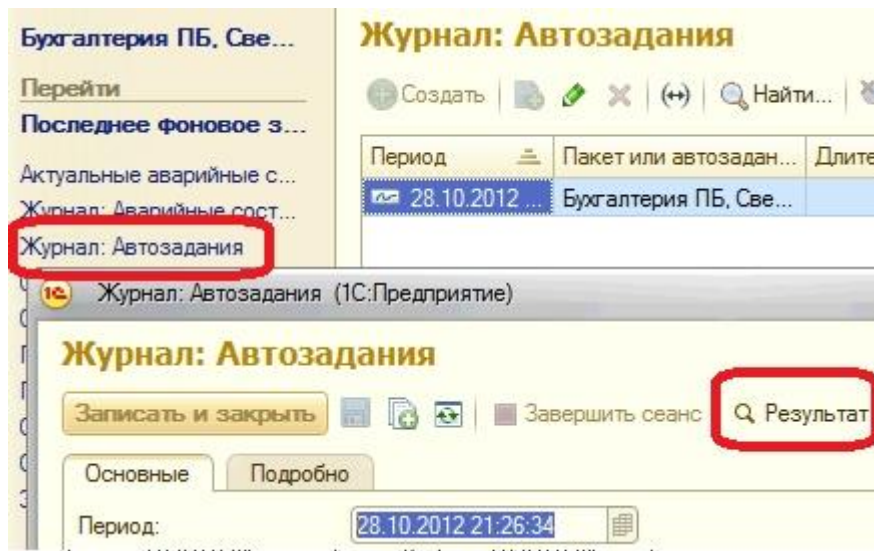 Бухгалтерия ПБ, Све...
Перейти
Последнее фоновое з...
Актуальные аварийные с...
Журнал: Аварийные сост...
Журнал: Автозадания
Журнал: Автозадания
Создать Найти...
Период Пакет или автозадан... Длите
28.10.2012 ... Бухгалтерия ПБ, Све...
Журнал: Автозадания (1С:Предприятие)
Журнал: Автозадания
Записать и закрыть Завершить сеанс Результат
Основные Подробно
Период: 28.10.2012 21:26:34